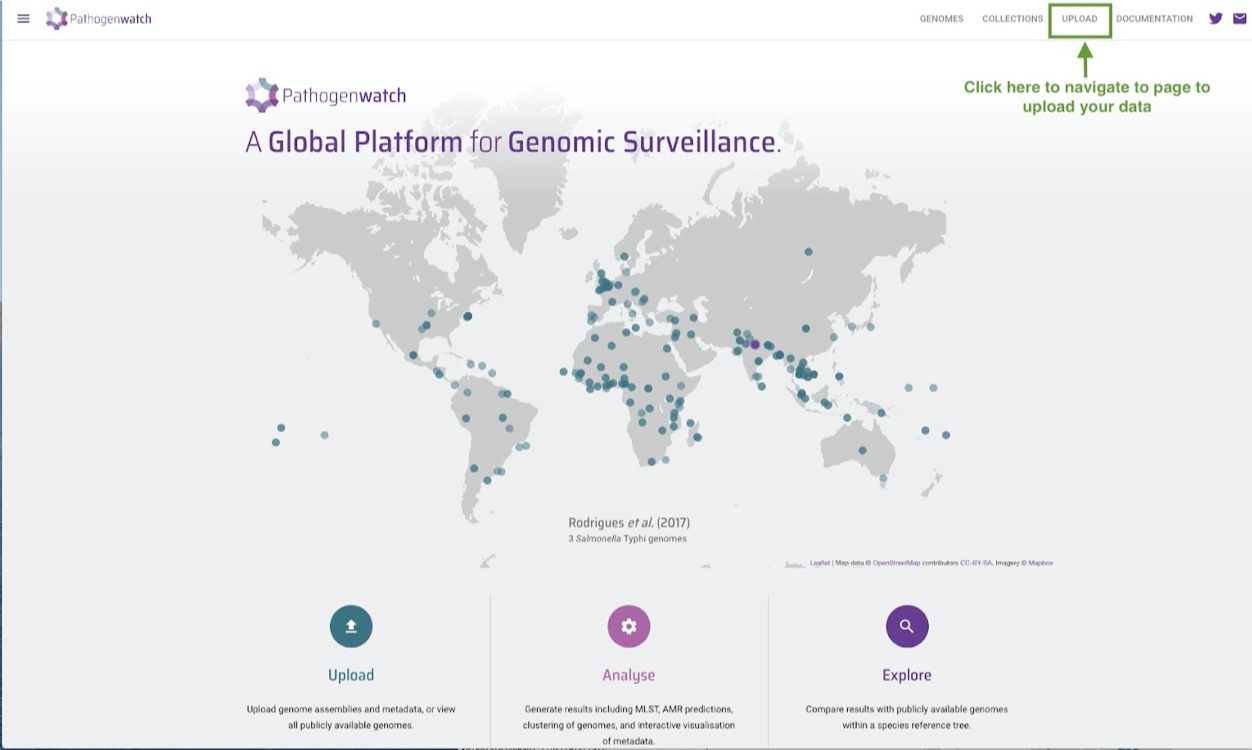 Pathogenwatch
GENOMES COLLECTIONS UPLOAD DOCUMENTATION
Click here to navigate to page to
upload your data
Pathogenwatch
A Global Platform for Genomic Surveillance.
Rodrigues et al. (2017)
3 Salmonella Typhi genomes
Leaflet | Map data © OpenStreetMap contributors CC-BY-SA, Imagery © Mapbox
Upload
Upload genome assemblies and metadata, or view
all publicly available genomes.
Analyse
Generate results including MLST, AMR predictions,
clustering of genomes, and interactive visualisation
of metadata.
Explore
Compare results with publicly available genomes
within a species reference tree.